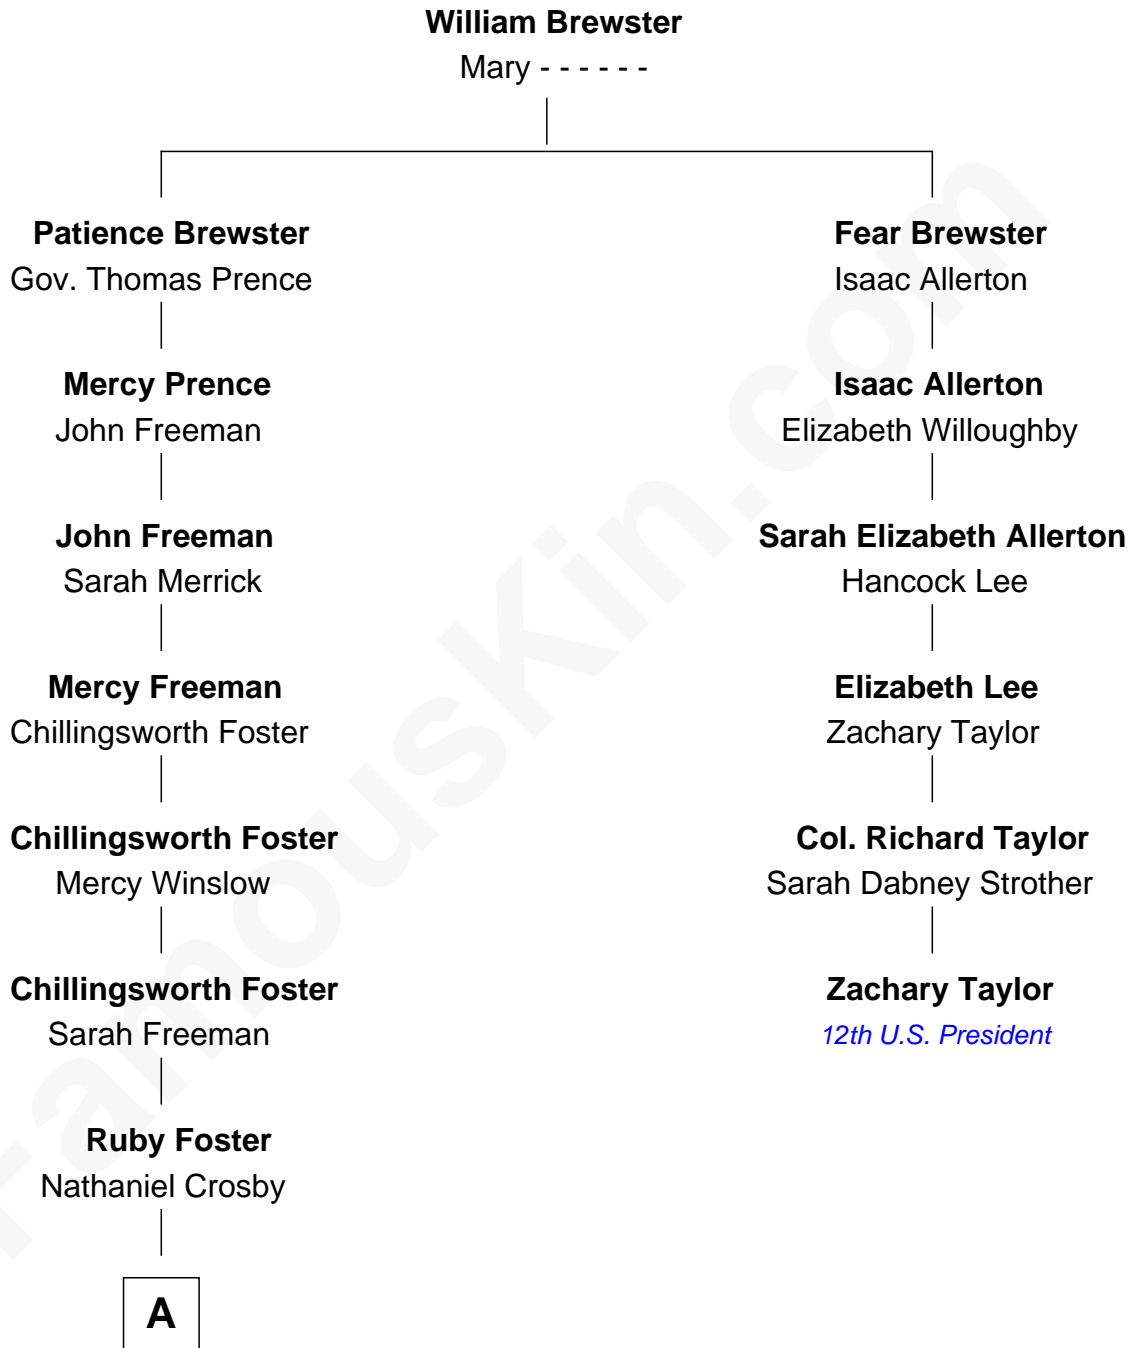 William Brewster
Mary - - - - - -
Patience Brewster
Gov. Thomas Prence
Fear Brewster
Isaac Allerton
Mercy Prence
John Freeman
Isaac Allerton
Elizabeth Willoughby
John Freeman
Sarah Merrick
Sarah Elizabeth Allerton
Hancock Lee
Mercy Freeman
Chillingsworth Foster
Elizabeth Lee
Zachary Taylor
Chillingsworth Foster
Mercy Winslow
Col. Richard Taylor
Sarah Dabney Strother
Chillingsworth Foster
Sarah Freeman
Zachary Taylor
12th U.S. President
Ruby Foster
Nathaniel Crosby
A
FamousKin.com